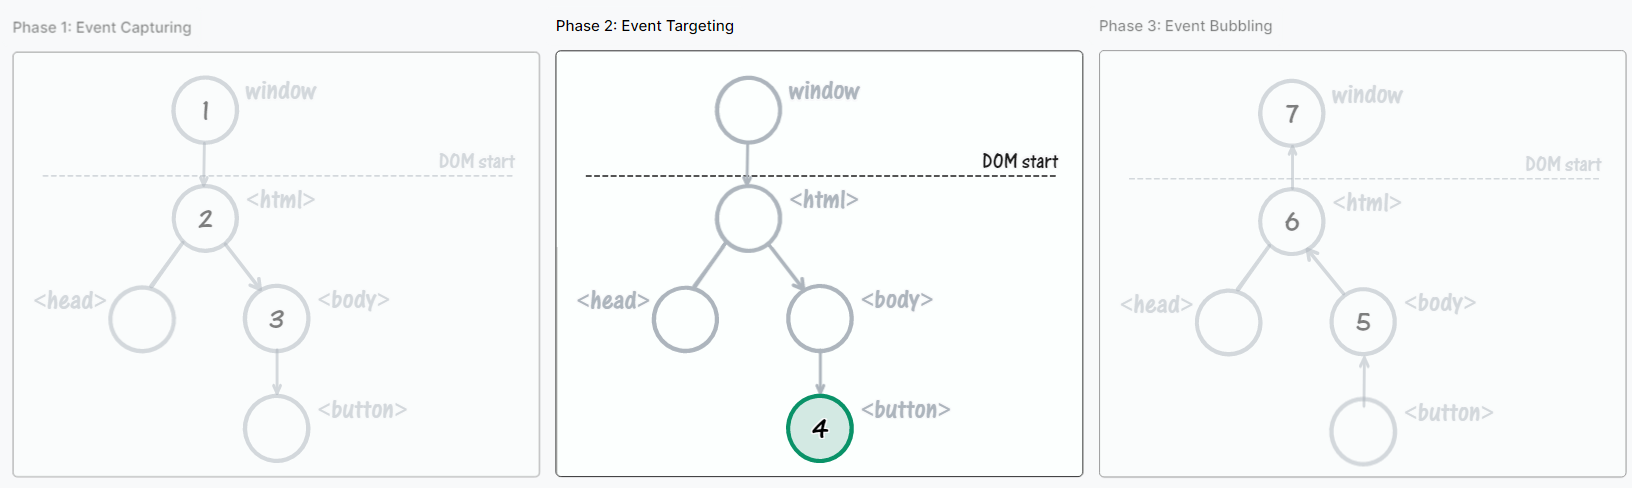 Phase 1: Event Capturing
1
window
DOM start
2
<html>
<head>
3
<body>
<button>
Phase 2: Event Targeting
window
DOM start
<html>
<head>
<body>
4
<button>
Phase 3: Event Bubbling
7
window
DOM start
6
<html>
<head>
5
<body>
<button>